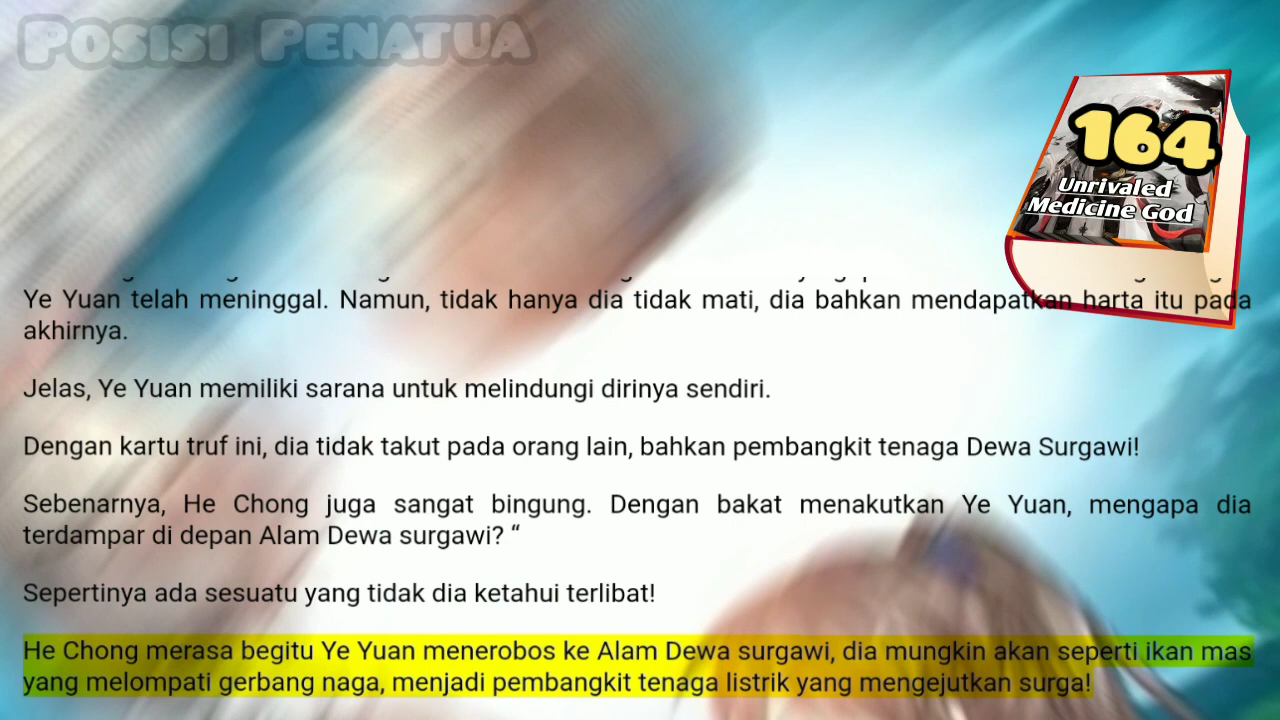 Posisi Penatua
164
Unrivaled
Medicine God
Ye Yuan telah meninggal. Namun, tidak hanya dia tidak mati, dia bahkan mendapatkan harta itu pada
akhirnya.
Jelas, Ye Yuan memiliki sarana untuk melindungi dirinya sendiri.
Dengan kartu truf ini, dia tidak takut pada orang lain, bahkan pembangkit tenaga Dewa Surgawi!
Sebenarnya, He Chong juga sangat bingung. Dengan bakat menakutkan Ye Yuan, mengapa dia
terdampar di depan Alam Dewa surgawi? “
Sepertinya ada sesuatu yang tidak dia ketahui terlibat!
He Chong merasa begitu Ye Yuan menerobos ke Alam Dewa surgawi, dia mungkin akan seperti ikan mas
yang melompati gerbang naga, menjadi pembangkit tenaga listrik yang mengejutkan surga!